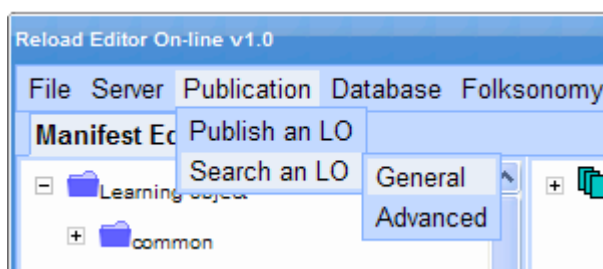 Reload Editor On-line v1.0
File Server Publication Database Folksonomy
Manifest
Publish an LO
Search an LO
General
Learning
Advanced
common